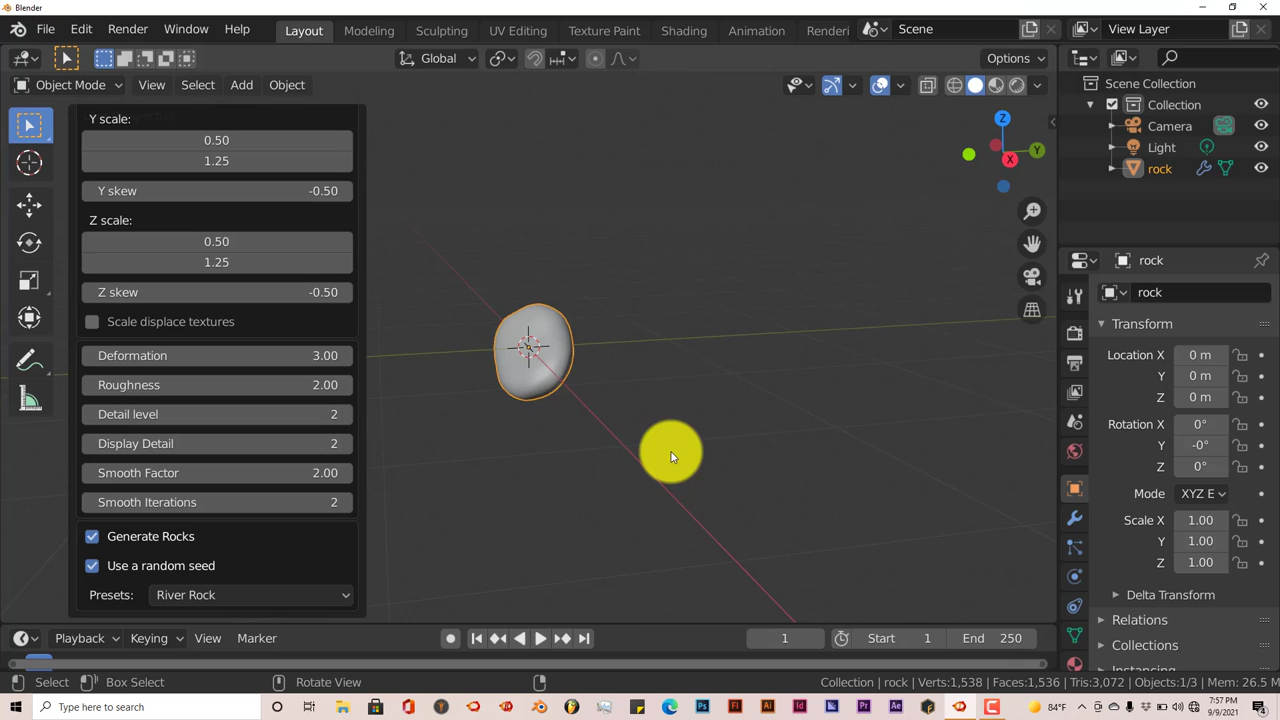 Blender
File Edit Render Window Help Layout Modeling Sculpting UV Editing Texture Paint Shading Animation Renderi Scene View Layer
Global Options
Object Mode View Select Add Object
Scene Collection
Collection
Camera
Light
rock
Y scale:
0.50
1.25
Y skew -0.50
Z scale:
0.50
1.25
Z skew -0.50
Scale displace textures
Deformation 3.00
Roughness 2.00
Detail level 2
Display Detail 2
Smooth Factor 2.00
Smooth Iterations 2
Generate Rocks
Use a random seed
Presets: River Rock
Z
Y
X
rock
rock
Transform
Location X 0 m
Y 0 m
Z 0 m
Rotation X 0°
Y -0°
Z 0°
Mode XYZ E
Scale X 1.00
Y 1.00
Z 1.00
Delta Transform
Relations
Collections
Playback Keying View Marker 1 Start 1 End 250
Select Box Select Rotate View Collection | rock | Verts:1,538 | Faces:1,536 | Tris:3,072 | Objects:1/3 | Mem: 26.5 M
Type here to search 84°F 7:57 PM
9/9/2021